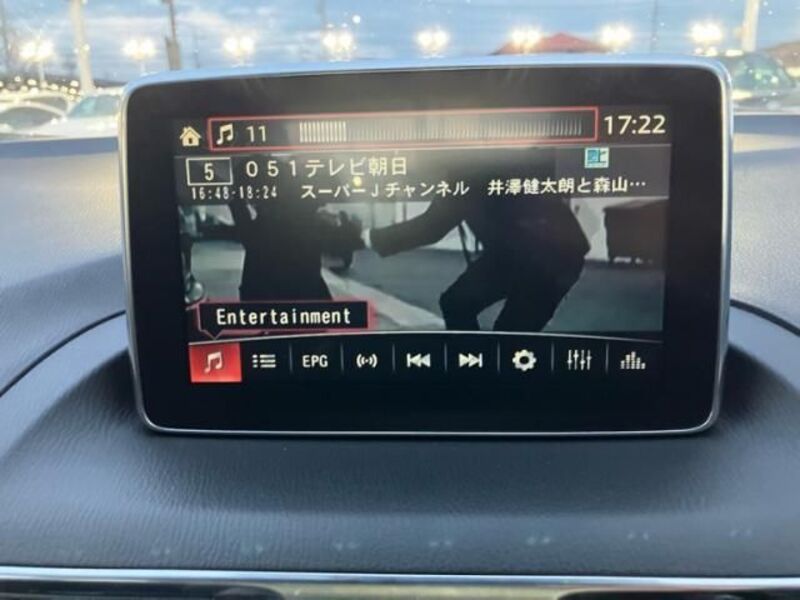 11 17:22
5 051テレビ朝日
16:48-18:24 スーパーJチャンネル 井澤健太朗と森山…
Entertainment
EPG